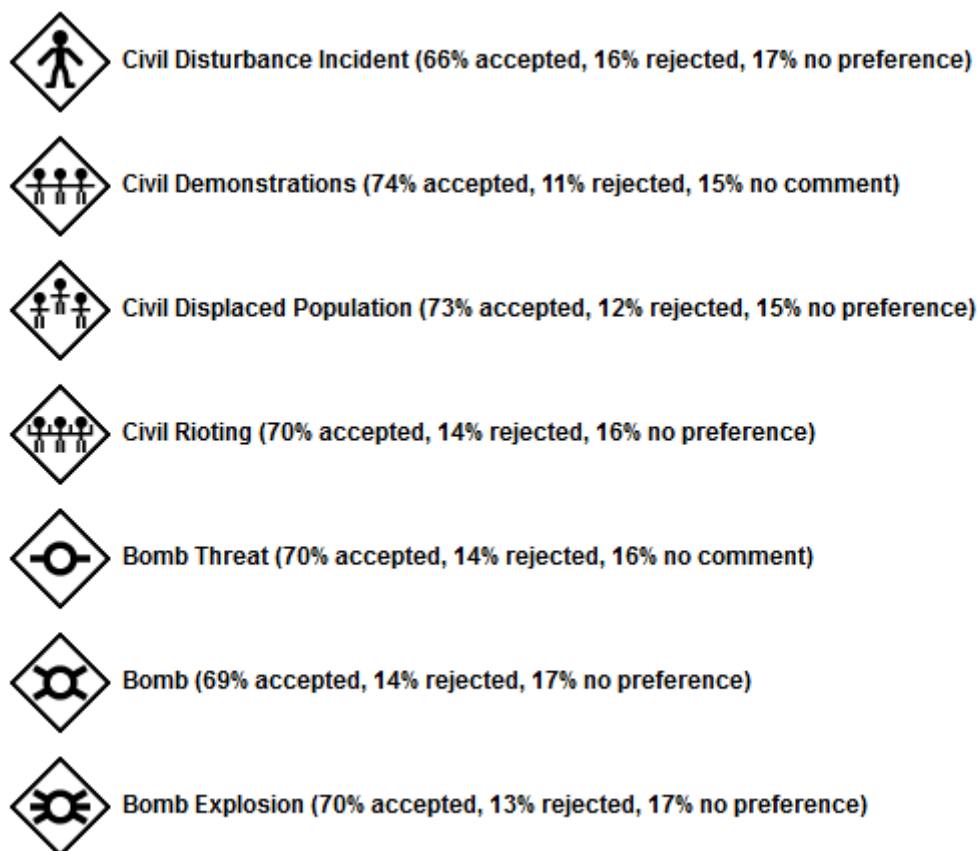 Civil Disturbance Incident (66% accepted, 16% rejected, 17% no preference)
Civil Demonstrations (74% accepted, 11% rejected, 15% no comment)
Civil Displaced Population (73% accepted, 12% rejected, 15% no preference)
Civil Rioting (70% accepted, 14% rejected, 16% no preference)
Bomb Threat (70% accepted, 14% rejected, 16% no comment)
Bomb (69% accepted, 14% rejected, 17% no preference)
Bomb Explosion (70% accepted, 13% rejected, 17% no preference)